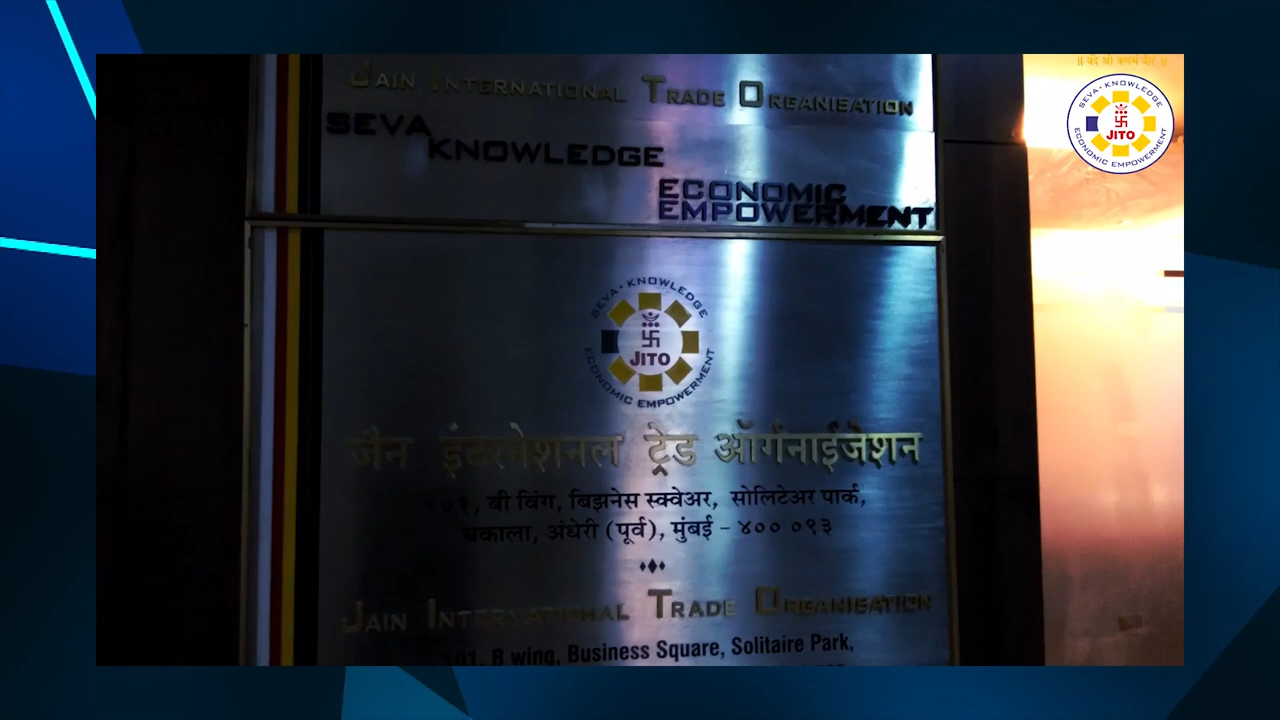 JAIN INTERNATIONAL TRADE ORGANISATION
SEVA
KNOWLEDGE
ECONOMIC
EMPOWERMENT
SEVA • KNOWLEDGE
JITO
ECONOMIC EMPOWERMENT
जैन इंटरनेशनल ट्रेड ऑर्गनाईजेशन
१०१, बी विंग, बिझनेस स्क्वेअर, सोलिटेअर पार्क,
चकाला, अंधेरी (पूर्व), मुंबई - ४०० ०९३
JAIN INTERNATIONAL TRADE ORGANISATION
101, B wing, Business Square, Solitaire Park,
SEVA • KNOWLEDGE
JITO
ECONOMIC EMPOWERMENT